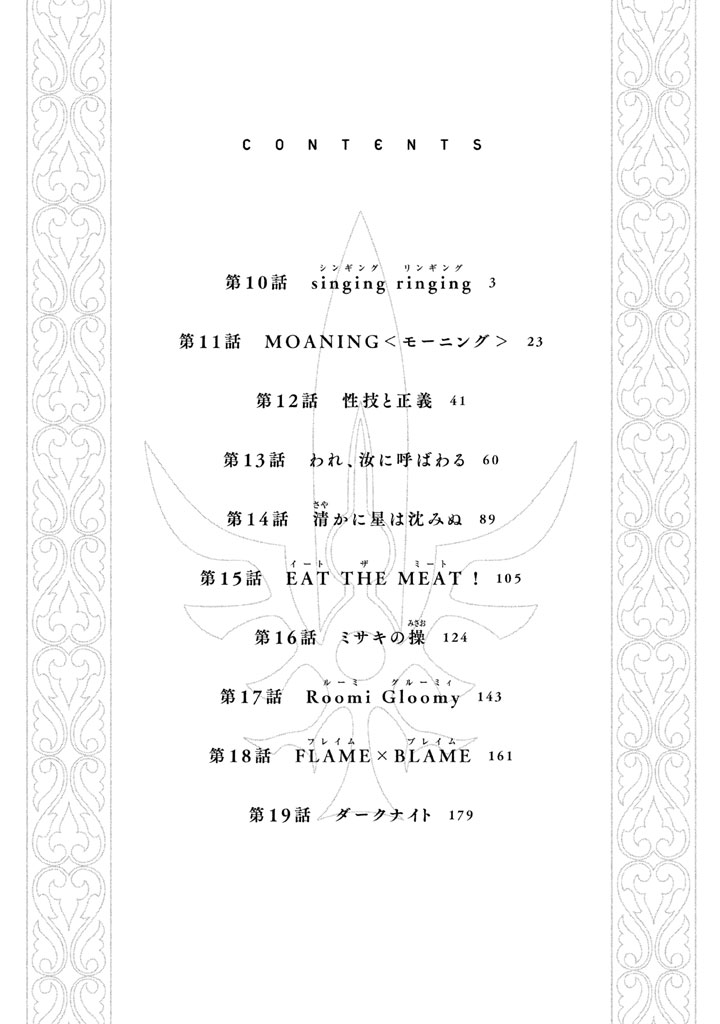 CONTENTS
シンギング リンギング
第10話 singing ringing 3
第11話 MOANING＜モーニング＞ 23
第12話 性技と正義 41
第13話 われ、汝に呼ばわる 60
さや
第14話 清かに星は沈みぬ 89
イート ザ ミート
第15話 EAT THE MEAT！ 105
みさお
第16話 ミサキの操 124
ルーミ グルーミィ
第17話 Roomi Gloomy 143
フレイム ブレイム
第18話 FLAME×BLAME 161
第19話 ダークナイト 179